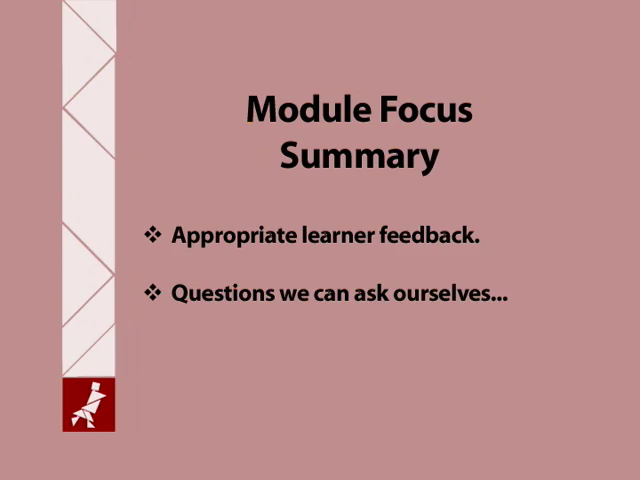 Module Focus
Summary
❖ Appropriate learner feedback.
❖ Questions we can ask ourselves...